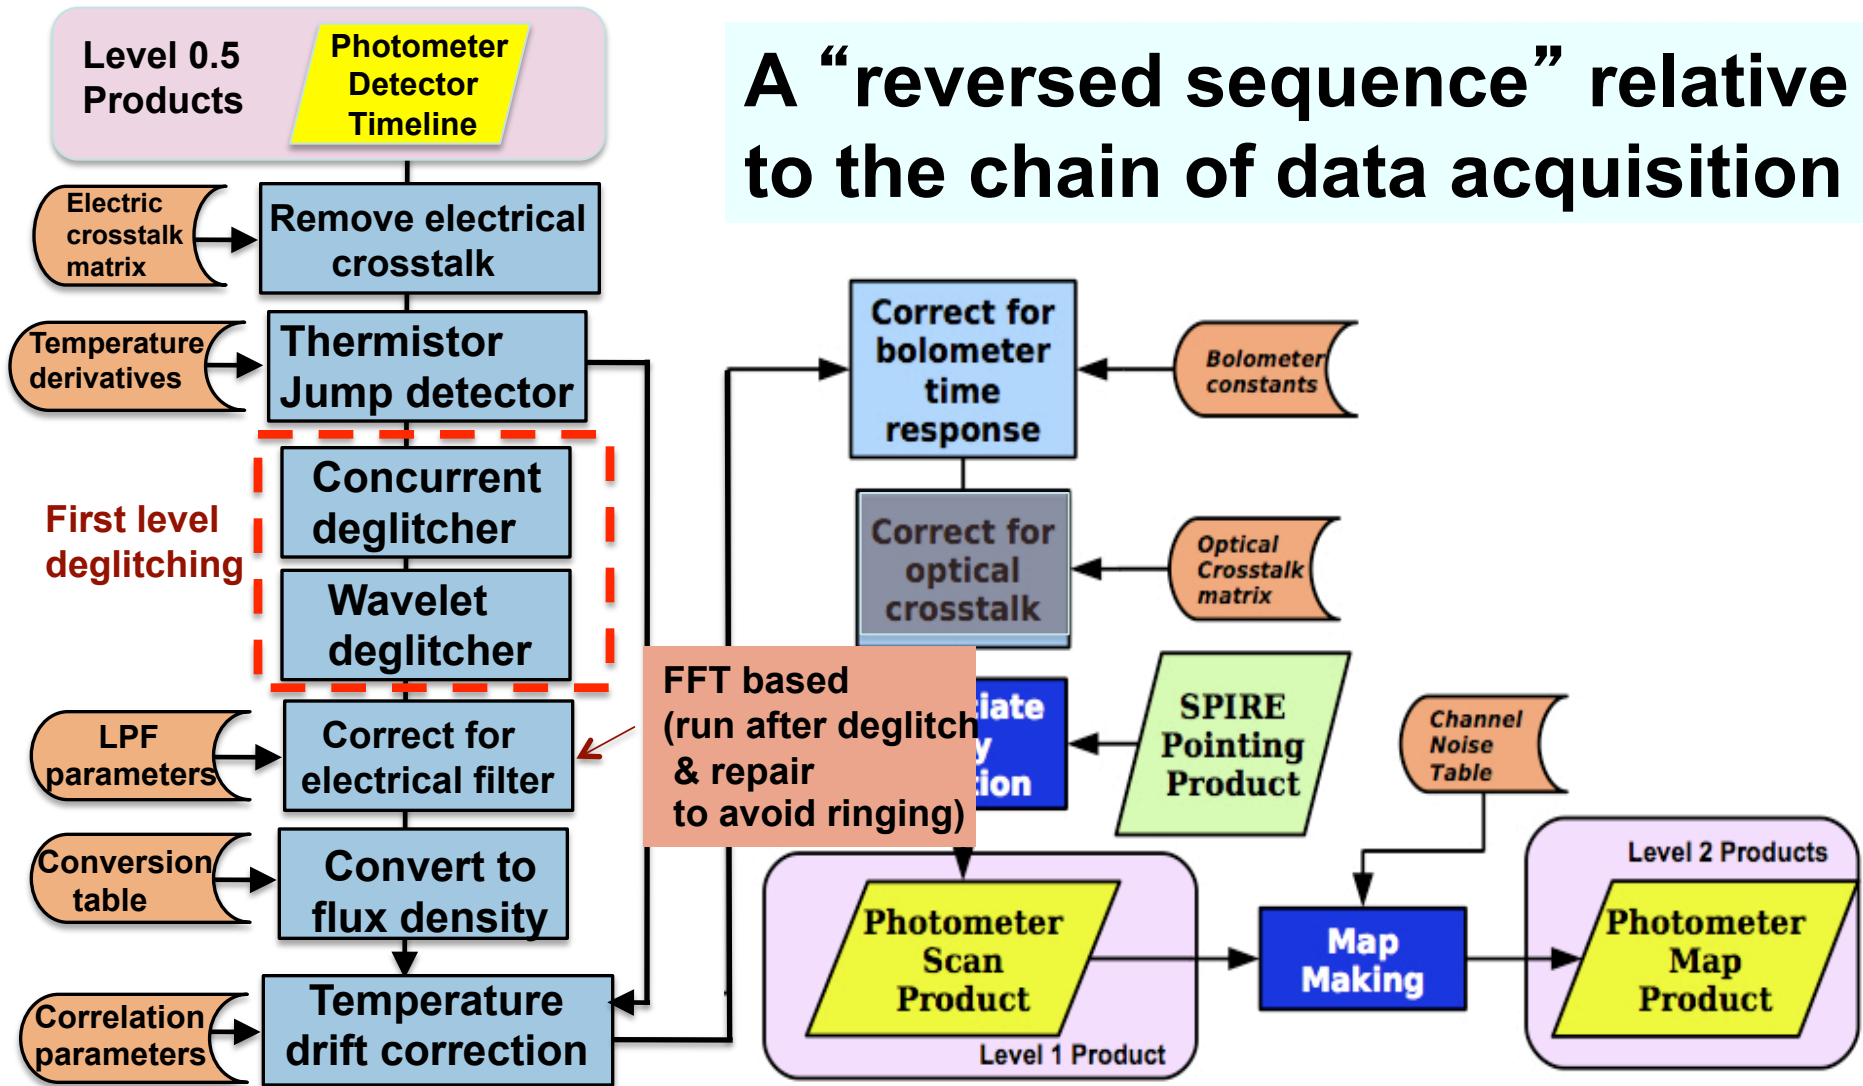 Level 0.5
Products
Photometer
Detector
Timeline
A “reversed sequence” relative
to the chain of data acquisition
Electric
crosstalk
matrix
Remove electrical
crosstalk
Temperature
derivatives
Thermistor
Jump detector
First level
deglitching
Concurrent
deglitcher
Wavelet
deglitcher
LPF
parameters
Correct for
electrical filter
FFT based
(run after deglitch
& repair
to avoid ringing)
Conversion
table
Convert to
flux density
Correlation
parameters
Temperature
drift correction
Correct for
bolometer
time
response
Bolometer
constants
Correct for
optical
crosstalk
Optical
Crosstalk
matrix
iate
y
tion
SPIRE
Pointing
Product
Channel
Noise
Table
Photometer
Scan
Product
Level 1 Product
Map
Making
Level 2 Products
Photometer
Map
Product